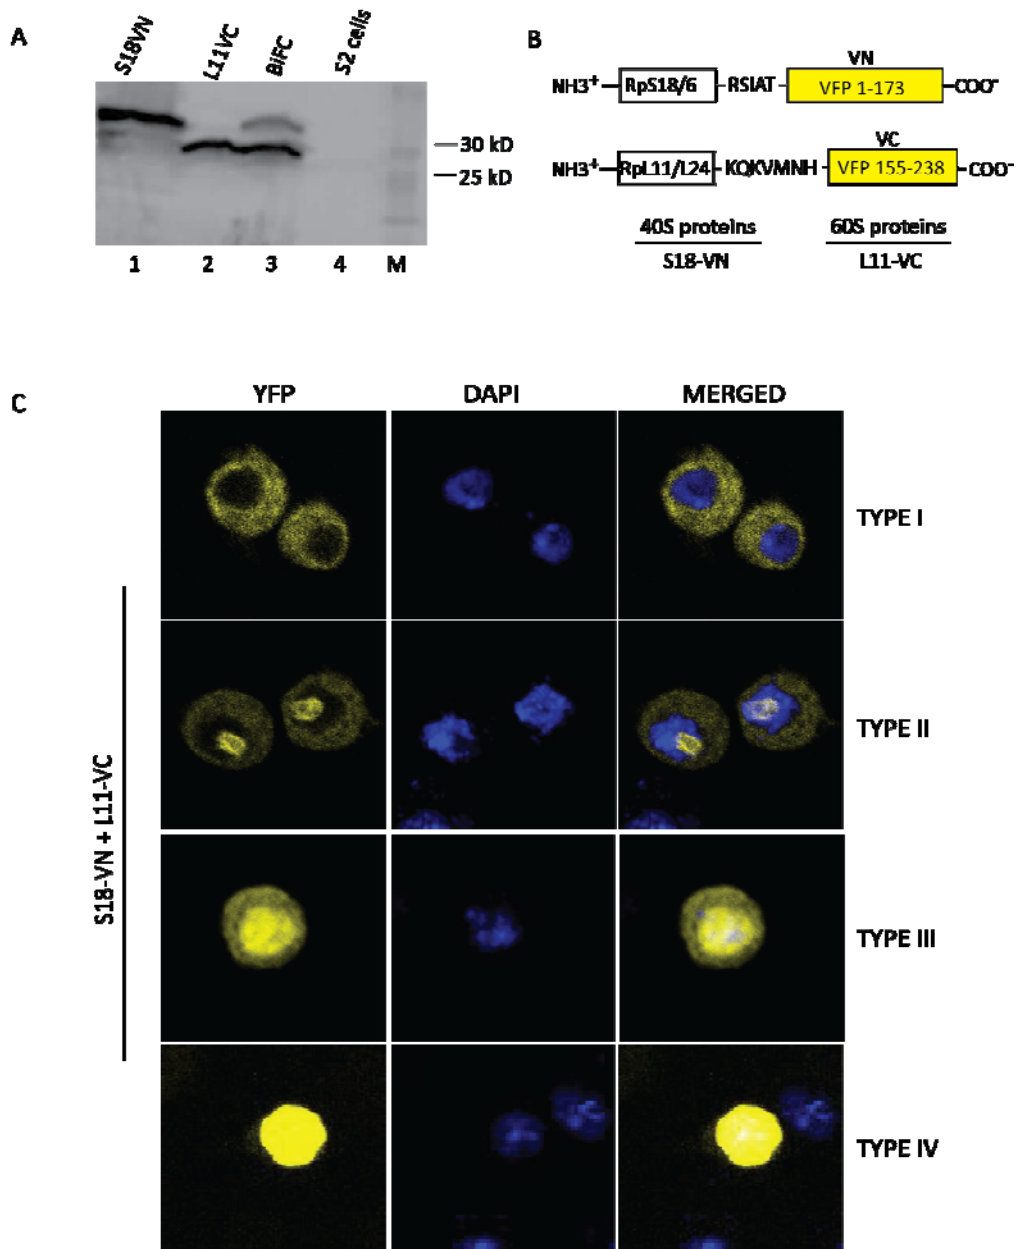 A
S18VN
L11VC
BiFC
S2 cells
30 kD
25 kD
1 2 3 4 M
B
VN
NH3+ RpS18/6 RSIAT VFP 1-173 COO-
VC
NH3+ RpL11/L24 KQKVMNH VFP 155-238 COO-
40S proteins 60S proteins
S18-VN L11-VC
C
YFP DAPI MERGED
TYPE I
TYPE II
S18-VN + L11-VC
TYPE III
TYPE IV